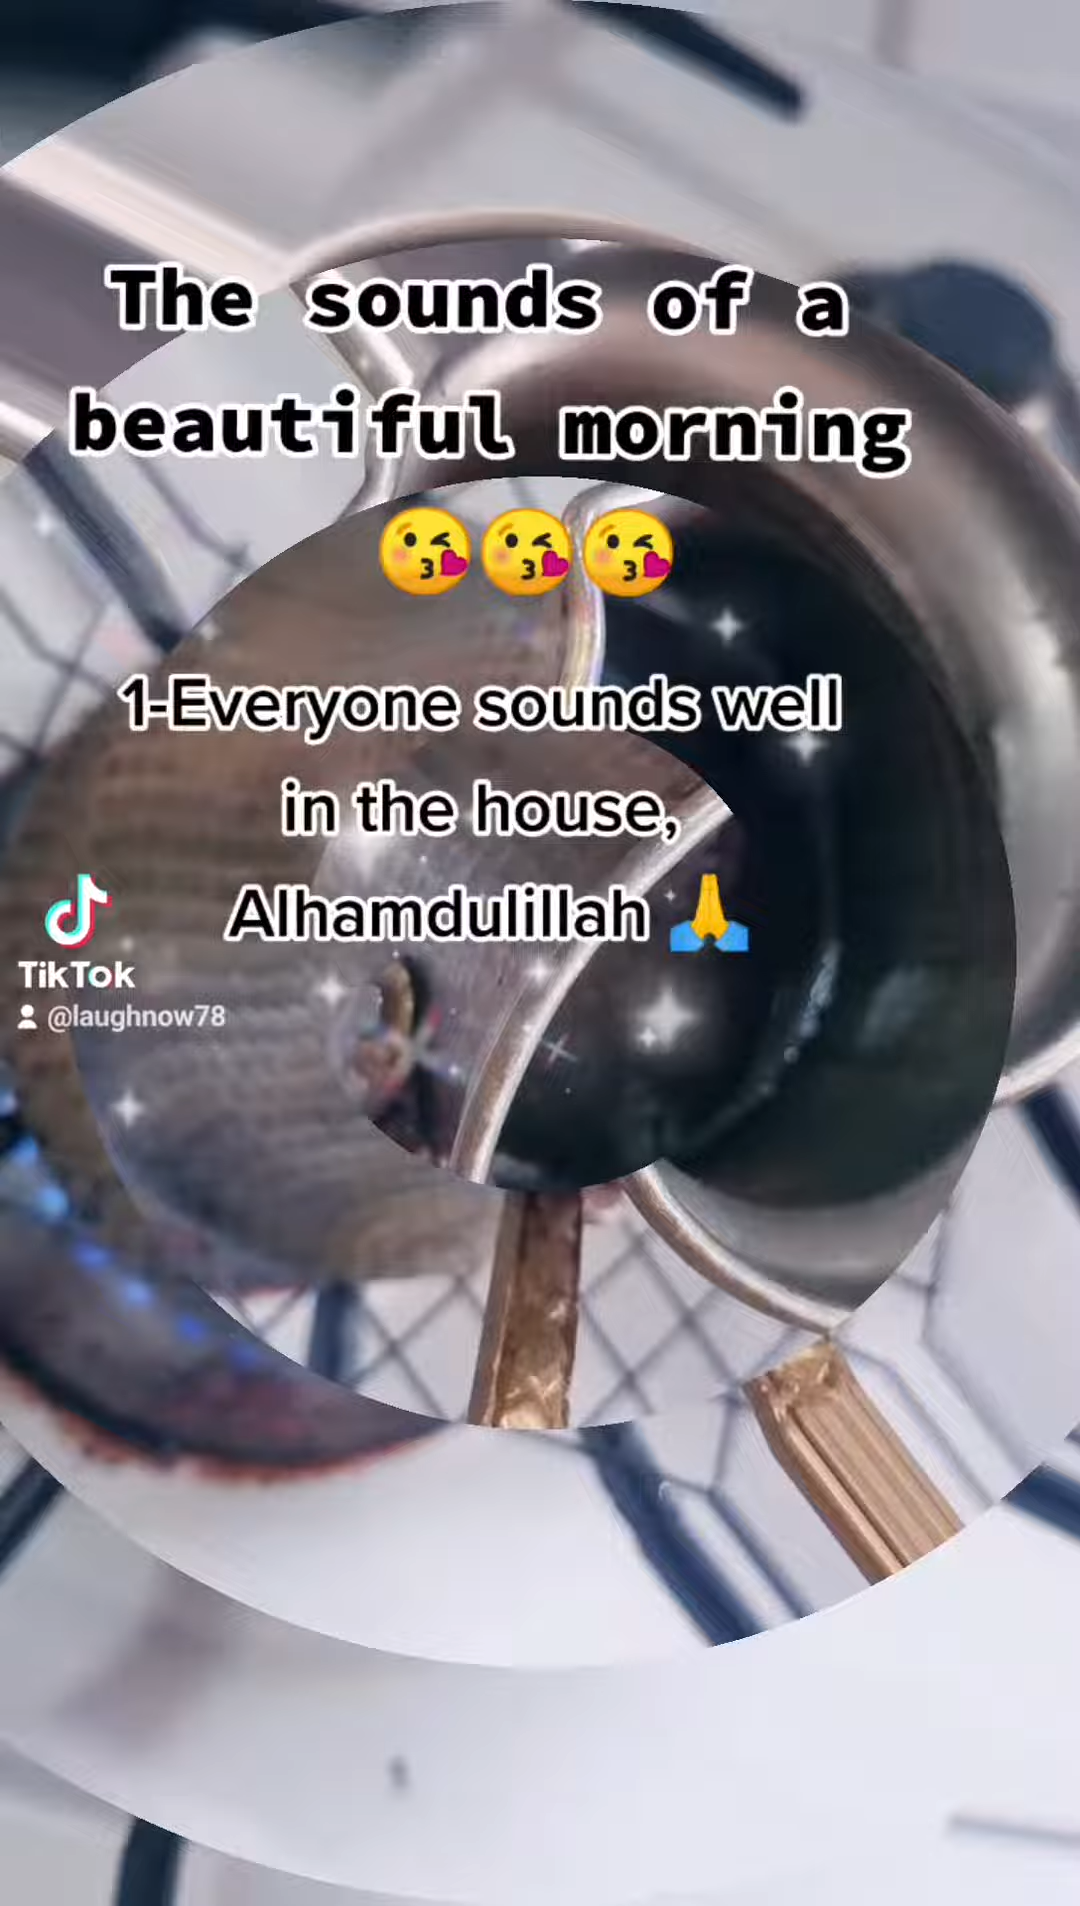 The sounds of a
beautiful morning
😘😘😘
1-Everyone sounds well
in the house,
Alhamdulillah 🙏
TikTok
@laughnow78